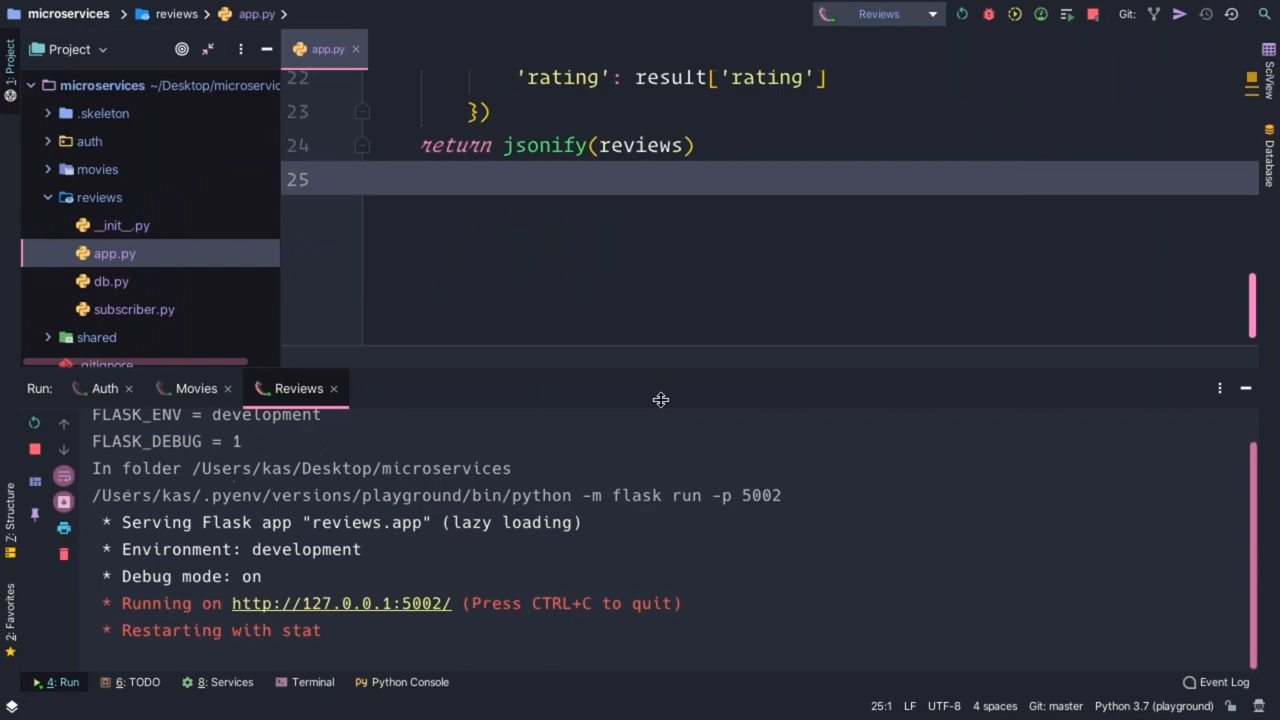 microservices reviews app.py
Reviews
Git:
1: Project
Project
app.py
microservices ~/Desktop/microservic
.skeleton
auth
movies
reviews
__init__.py
app.py
db.py
subscriber.py
shared
.gitignore
22 'rating': result['rating']
23 })
24 return jsonify(reviews)
25
SciView
Database
Run: Auth Movies Reviews
FLASK_ENV = development
FLASK_DEBUG = 1
In folder /Users/kas/Desktop/microservices
/Users/kas/.pyenv/versions/playground/bin/python -m flask run -p 5002
* Serving Flask app "reviews.app" (lazy loading)
* Environment: development
* Debug mode: on
* Running on http://127.0.0.1:5002/ (Press CTRL+C to quit)
* Restarting with stat
Z: Structure
2: Favorites
4: Run 6: TODO 8: Services Terminal Python Console Event Log
25:1 LF UTF-8 4 spaces Git: master Python 3.7 (playground)